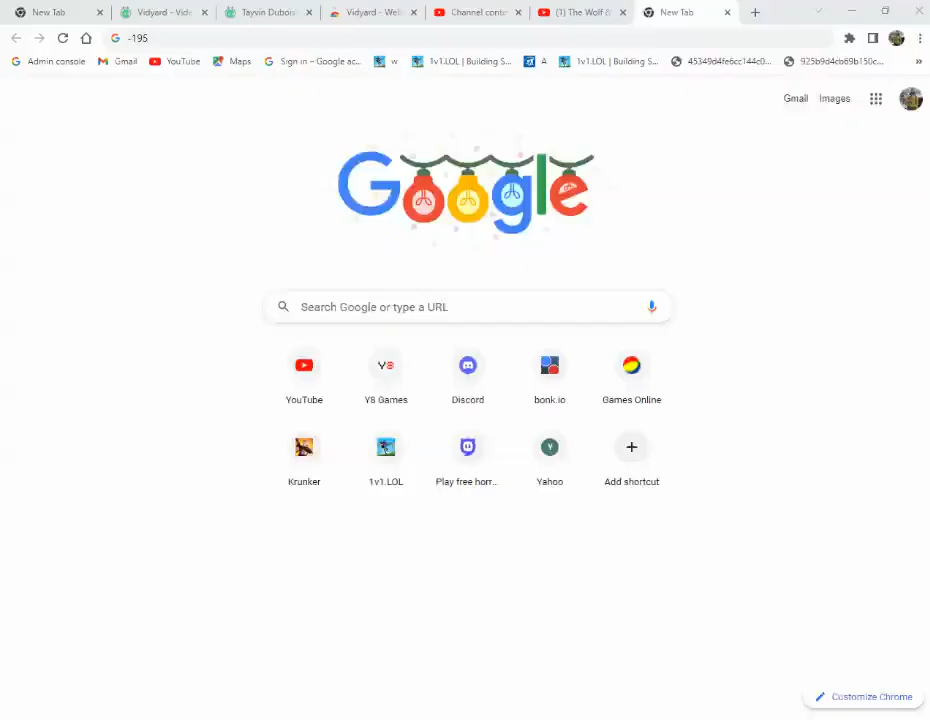 New Tab
Vidyard - Vide
Tayvin Dubois
Vidyard - Web
Channel conte
(1) The Wolf &
New Tab
-195
Admin console
Gmail
YouTube
Maps
Sign in – Google ac...
w
1v1.LOL | Building S...
A
1v1.LOL | Building S...
45349d4fe6cc144c0...
925b9d4cb69b150c...
Gmail
Images
Google
Search Google or type a URL
YouTube
Y8 Games
Discord
bonk.io
Games Online
Krunker
1v1.LOL
Play free horr...
Yahoo
Add shortcut
Customize Chrome